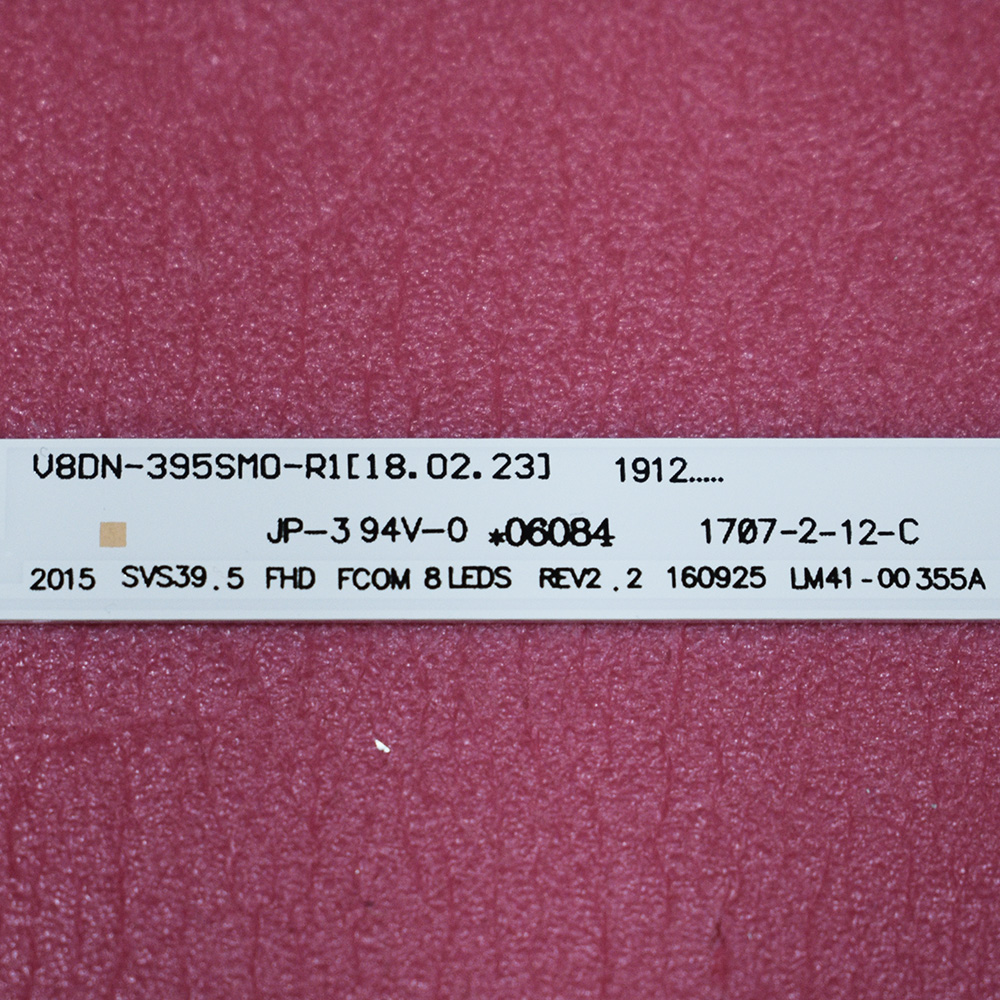 V8DN-395SM0-R1[18.02.23] 1912.....
JP-3 94V-0 *06084 1707-2-12-C
2015 SVS39.5 FHD FCOM 8LEDS REV2.2 160925 LM41-00355A